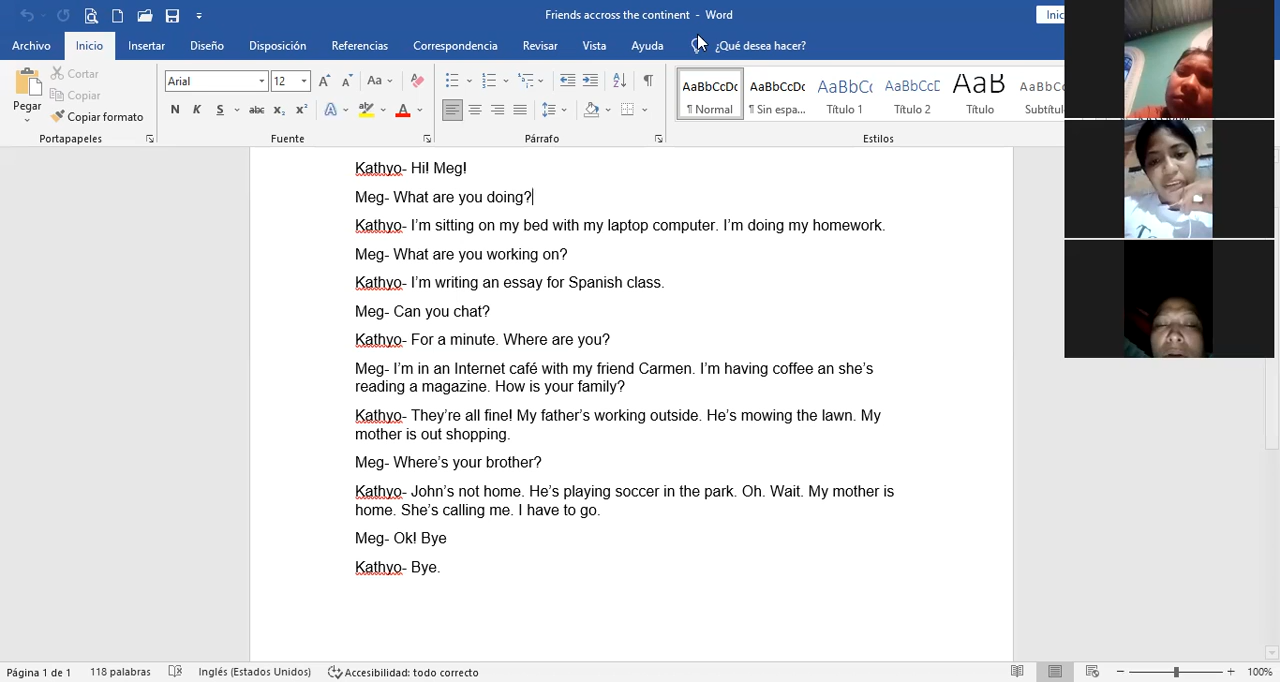 Friends accross the continent - Word
Inic
Archivo Inicio Insertar Diseño Disposición Referencias Correspondencia Revisar Vista Ayuda ¿Qué desea hacer?
Pegar
Cortar
Copiar
Copiar formato
Portapapeles
Arial 12 A A Aa
N K S abc x₂ x² A A
Fuente
Párrafo
AaBbCcDc AaBbCcDc AaBbCc AaBbCcD AaB AaBbCc
¶ Normal ¶ Sin espa... Título 1 Título 2 Título Subtítul
Estilos
Kathyo- Hi! Meg!
Meg- What are you doing?
Kathyo- I'm sitting on my bed with my laptop computer. I'm doing my homework.
Meg- What are you working on?
Kathyo- I'm writing an essay for Spanish class.
Meg- Can you chat?
Kathyo- For a minute. Where are you?
Meg- I'm in an Internet café with my friend Carmen. I'm having coffee an she's
reading a magazine. How is your family?
Kathyo- They're all fine! My father's working outside. He's mowing the lawn. My
mother is out shopping.
Meg- Where's your brother?
Kathyo- John's not home. He's playing soccer in the park. Oh. Wait. My mother is
home. She's calling me. I have to go.
Meg- Ok! Bye
Kathyo- Bye.
Página 1 de 1 118 palabras Inglés (Estados Unidos) Accesibilidad: todo correcto 100%